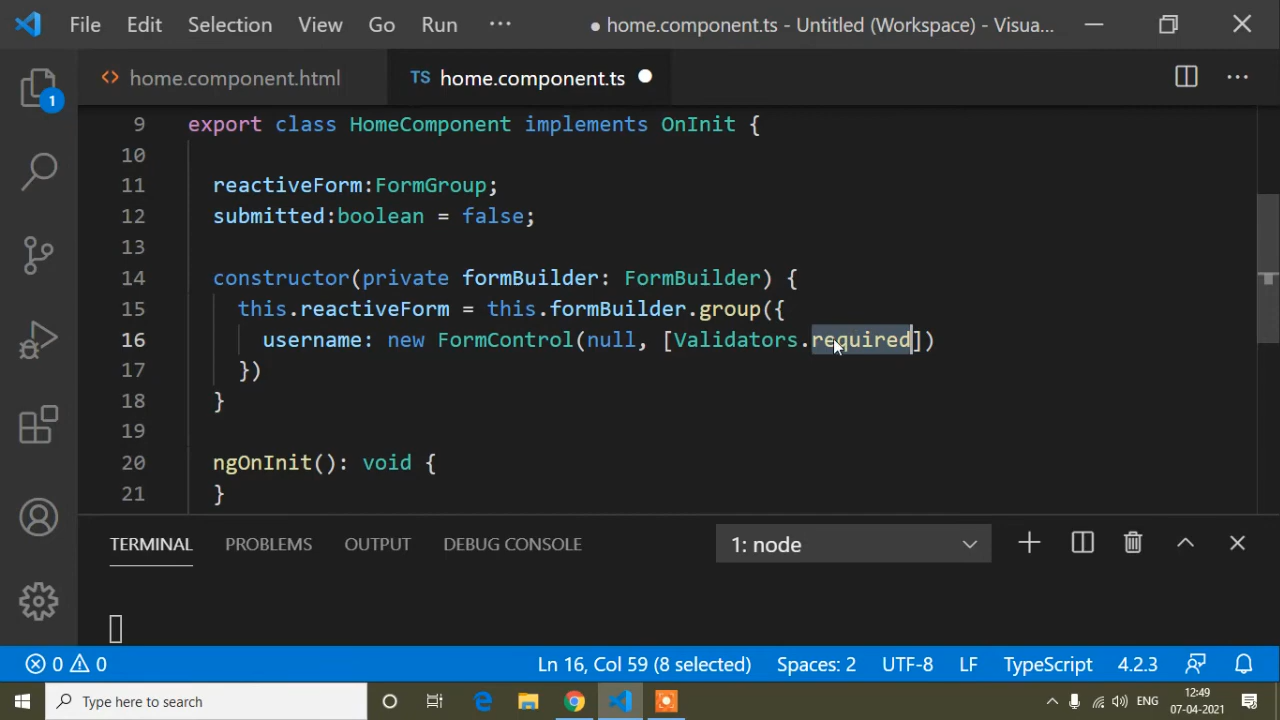 File Edit Selection View Go Run ··· ● home.component.ts - Untitled (Workspace) - Visua...
<> home.component.html TS home.component.ts ●
1
9 export class HomeComponent implements OnInit {
10
11 reactiveForm:FormGroup;
12 submitted:boolean = false;
13
14 constructor(private formBuilder: FormBuilder) {
15 this.reactiveForm = this.formBuilder.group({
16 username: new FormControl(null, [Validators.required])
17 })
18 }
19
20 ngOnInit(): void {
21 }
TERMINAL PROBLEMS OUTPUT DEBUG CONSOLE 1: node
0 0 Ln 16, Col 59 (8 selected) Spaces: 2 UTF-8 LF TypeScript 4.2.3
Type here to search ENG 12:49
07-04-2021